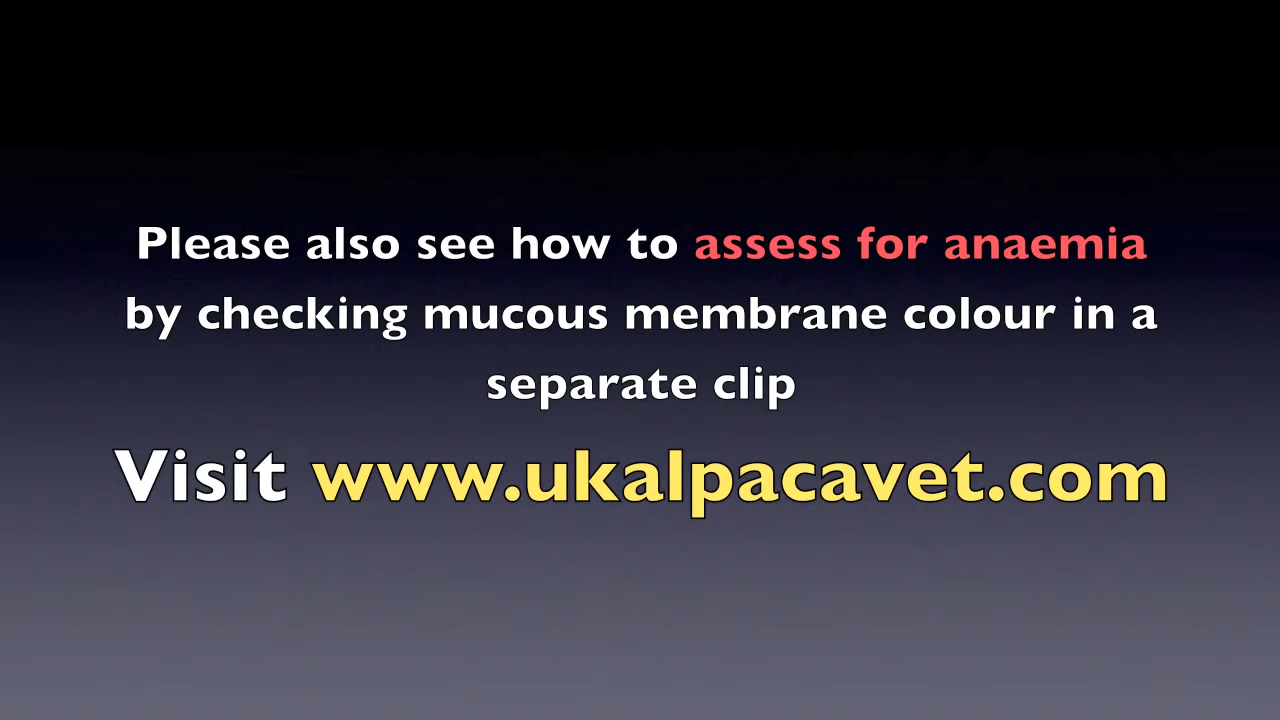 Please also see how to assess for anaemia
by checking mucous membrane colour in a
separate clip
Visit www.ukalpacavet.com